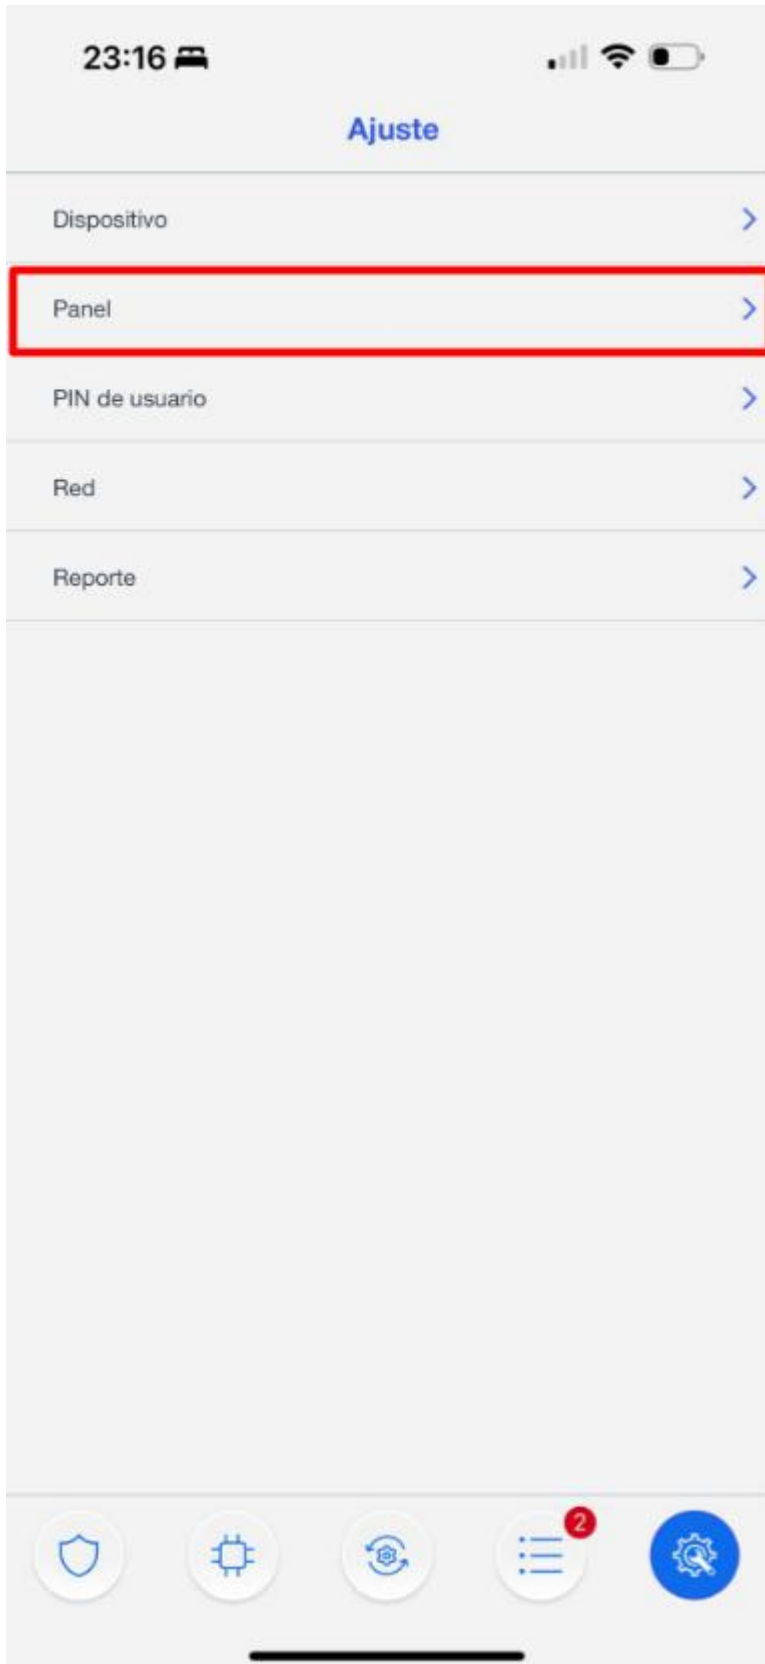 23:16
Ajuste
Dispositivo
Panel
PIN de usuario
Red
Reporte
2